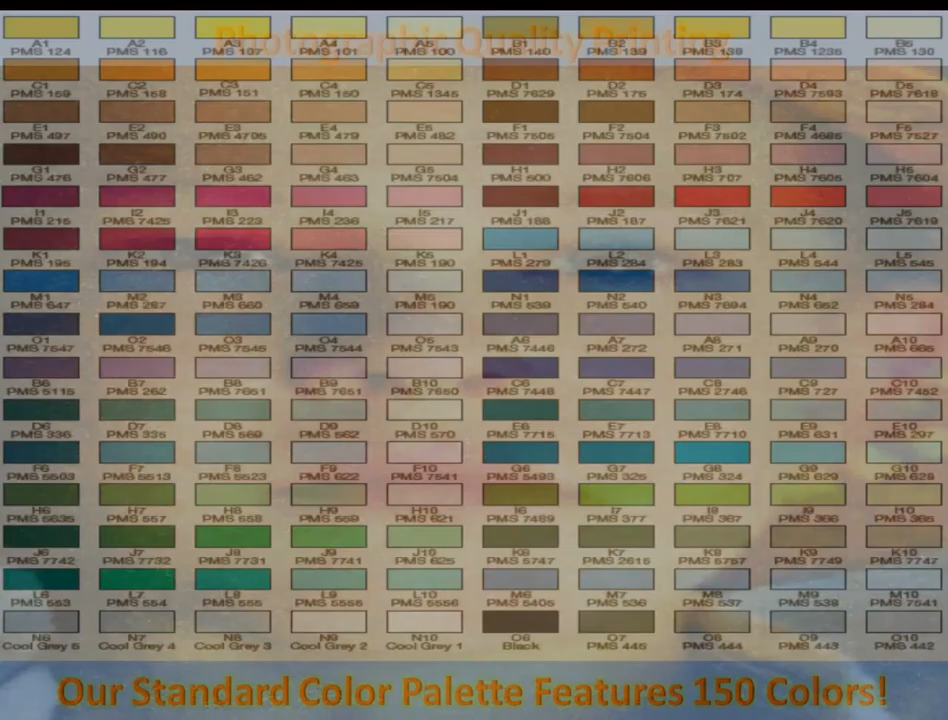 Photographic Quality Printing
A1 A2 A3 A4 A5 B1 B2 B3 B4 B5
PMS 124 PMS 116 PMS 107 PMS 100 PMS 140 PMS 139 PMS 139 PMS 1235 PMS 130
C1 C2 C3 C4 C5 D1 D2 D3 D4 D5
PMS 159 PMS 158 PMS 151 PMS 150 PMS 1345 PMS 7629 PMS 175 PMS 174 PMS 7593 PMS 7618
E1 E2 E3 E4 E5 F1 F2 F3 F4 F5
PMS 497 PMS 490 PMS 4705 PMS 479 PMS 482 PMS 7505 PMS 7504 PMS 7502 PMS 4685 PMS 7527
G1 G2 G3 G4 G5 H1 H2 H3 H4 H5
PMS 476 PMS 477 PMS 462 PMS 463 PMS 7504 PMS 500 PMS 7606 PMS 707 PMS 7605 PMS 7604
I1 I2 I3 I4 I5 J1 J2 J3 J4 J5
PMS 215 PMS 7425 PMS 223 PMS 236 PMS 217 PMS 188 PMS 187 PMS 7621 PMS 7620 PMS 7619
K1 K2 K3 K4 K5 L1 L2 L3 L4 L5
PMS 195 PMS 194 PMS 7426 PMS 7425 PMS 190 PMS 279 PMS 284 PMS 283 PMS 544 PMS 545
M1 M2 M3 M4 M5 N1 N2 N3 N4 N5
PMS 647 PMS 267 PMS 660 PMS 659 PMS 190 PMS 539 PMS 540 PMS 7694 PMS 652 PMS 284
O1 O2 O3 O4 O5 A6 A7 A8 A9 A10
PMS 7547 PMS 7546 PMS 7545 PMS 7544 PMS 7543 PMS 7446 PMS 272 PMS 271 PMS 270 PMS 665
B6 B7 B8 B9 B10 C6 C7 C8 C9 C10
PMS 5115 PMS 262 PMS 7651 PMS 7651 PMS 7650 PMS 7448 PMS 7447 PMS 2746 PMS 727 PMS 7452
D6 D7 D8 D9 D10 E6 E7 E8 E9 E10
PMS 336 PMS 335 PMS 569 PMS 562 PMS 570 PMS 7715 PMS 7713 PMS 7710 PMS 631 PMS 297
F6 F7 F8 F9 F10 G6 G7 G8 G9 G10
PMS 5503 PMS 5513 PMS 5523 PMS 622 PMS 7541 PMS 5493 PMS 325 PMS 324 PMS 629 PMS 628
H6 H7 H8 H9 H10 I6 I7 I8 I9 I10
PMS 5635 PMS 557 PMS 558 PMS 559 PMS 621 PMS 7489 PMS 377 PMS 367 PMS 366 PMS 365
J6 J7 J8 J9 J10 K6 K7 K8 K9 K10
PMS 7742 PMS 7732 PMS 7731 PMS 7741 PMS 625 PMS 5747 PMS 2615 PMS 5757 PMS 7749 PMS 7747
L6 L7 L8 L9 L10 M6 M7 M8 M9 M10
PMS 553 PMS 554 PMS 555 PMS 5555 PMS 5556 PMS 5405 PMS 536 PMS 537 PMS 538 PMS 7541
N6 N7 N8 N9 N10 O6 O7 O8 O9 O10
Cool Grey 5 Cool Grey 4 Cool Grey 3 Cool Grey 2 Cool Grey 1 Black PMS 445 PMS 444 PMS 443 PMS 442
Our Standard Color Palette Features 150 Colors!